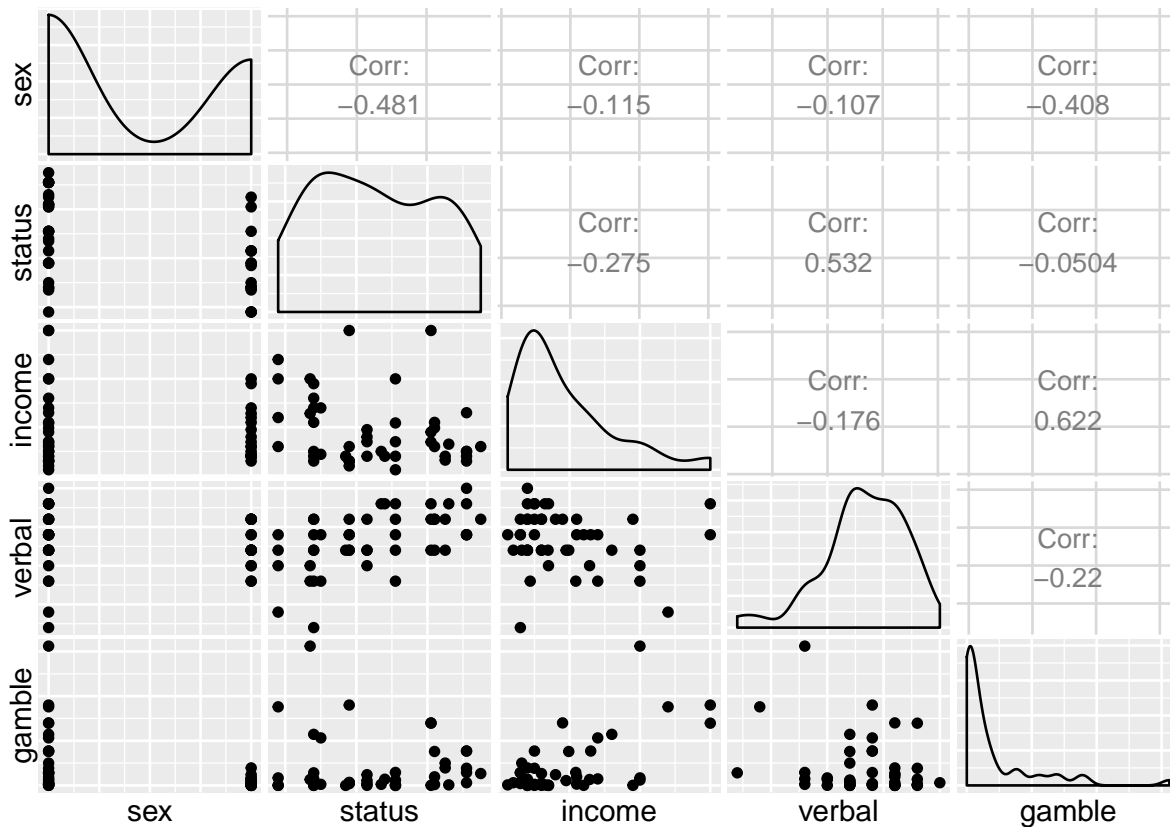 sex
Corr:
−0.481
Corr:
−0.115
Corr:
−0.107
Corr:
−0.408
status
Corr:
−0.275
Corr:
0.532
Corr:
−0.0504
income
Corr:
−0.176
Corr:
0.622
verbal
Corr:
−0.22
gamble
sex
status
income
verbal
gamble